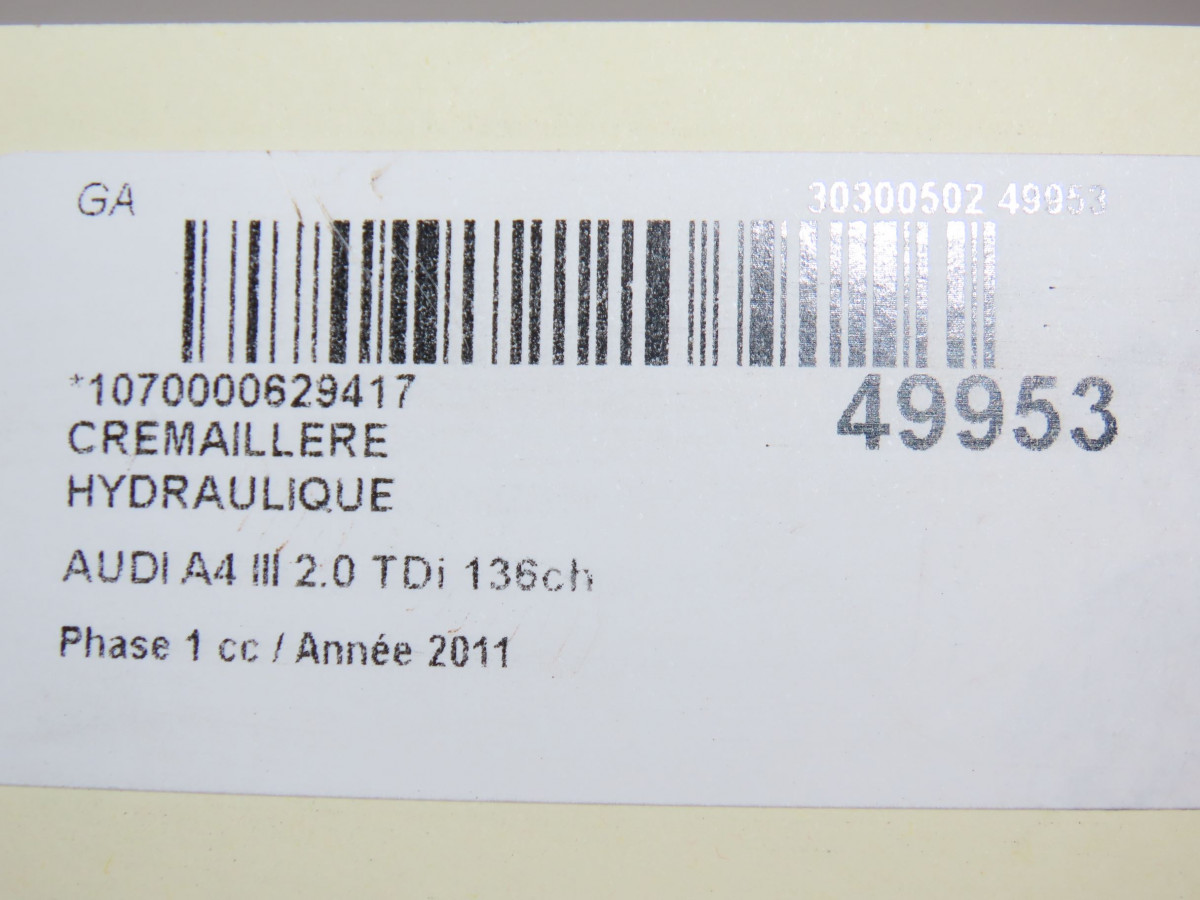 GA
30300502 49953
*1070000629417
49953
CREMAILLERE
HYDRAULIQUE
AUDI A4 III 2.0 TDi 136ch
Phase 1 cc / Année 2011